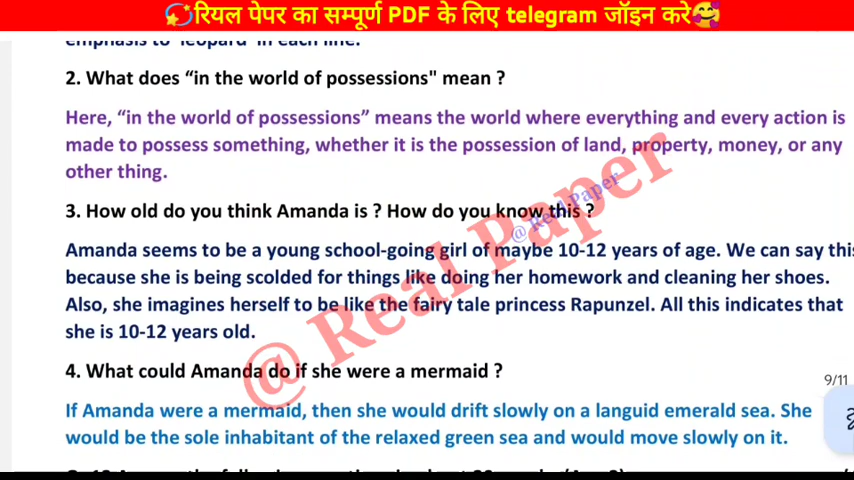 💫रियल पेपर का सम्पूर्ण PDF के लिए telegram जॉइन करे🥰
emphasis to 'leopard' in each line.
2. What does “in the world of possessions" mean ?
Here, “in the world of possessions” means the world where everything and every action is
made to possess something, whether it is the possession of land, property, money, or any
other thing.
3. How old do you think Amanda is ? How do you know this ?
@ Real Paper
Amanda seems to be a young school-going girl of maybe 10-12 years of age. We can say this
because she is being scolded for things like doing her homework and cleaning her shoes.
Also, she imagines herself to be like the fairy tale princess Rapunzel. All this indicates that
she is 10-12 years old.
@ Real Paper
4. What could Amanda do if she were a mermaid ?
9/11
If Amanda were a mermaid, then she would drift slowly on a languid emerald sea. She
would be the sole inhabitant of the relaxed green sea and would move slowly on it.